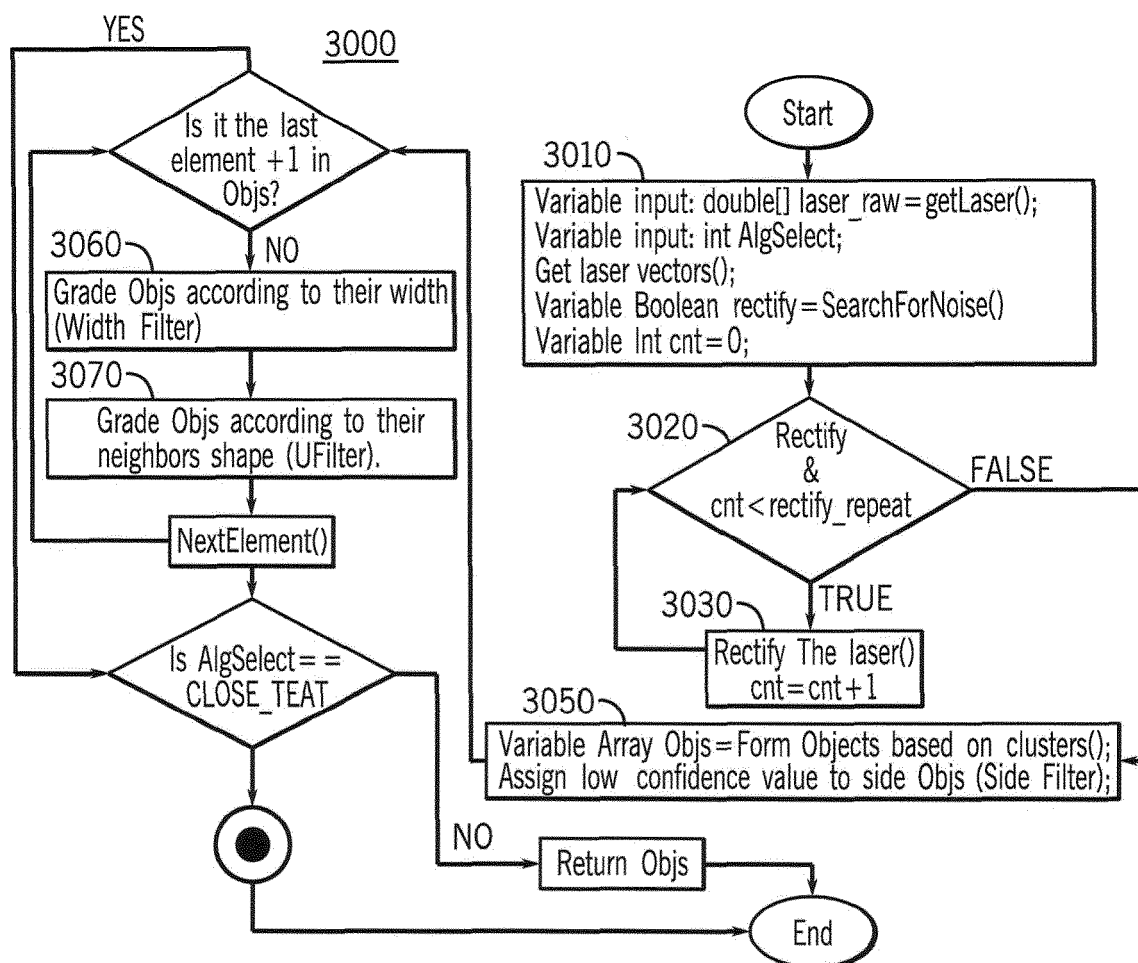 YES
3000
Is it the last
element +1 in
Objs?
NO
3060
Grade Objs according to their width
(Width Filter)
3070
Grade Objs according to their
neighbors shape (UFilter).
NextElement()
Is AlgSelect==
CLOSE_TEAT
NO
Return Objs
End
Start
3010
Variable input: double[] laser_raw=getLaser();
Variable input: int AlgSelect;
Get laser vectors();
Variable Boolean rectify=SearchForNoise()
Variable Int cnt=0;
3020
Rectify
&
cnt<rectify_repeat
FALSE
TRUE
3030
Rectify The laser()
cnt=cnt+1
3050
Variable Array Objs=Form Objects based on clusters();
Assign low confidence value to side Objs (Side Filter);